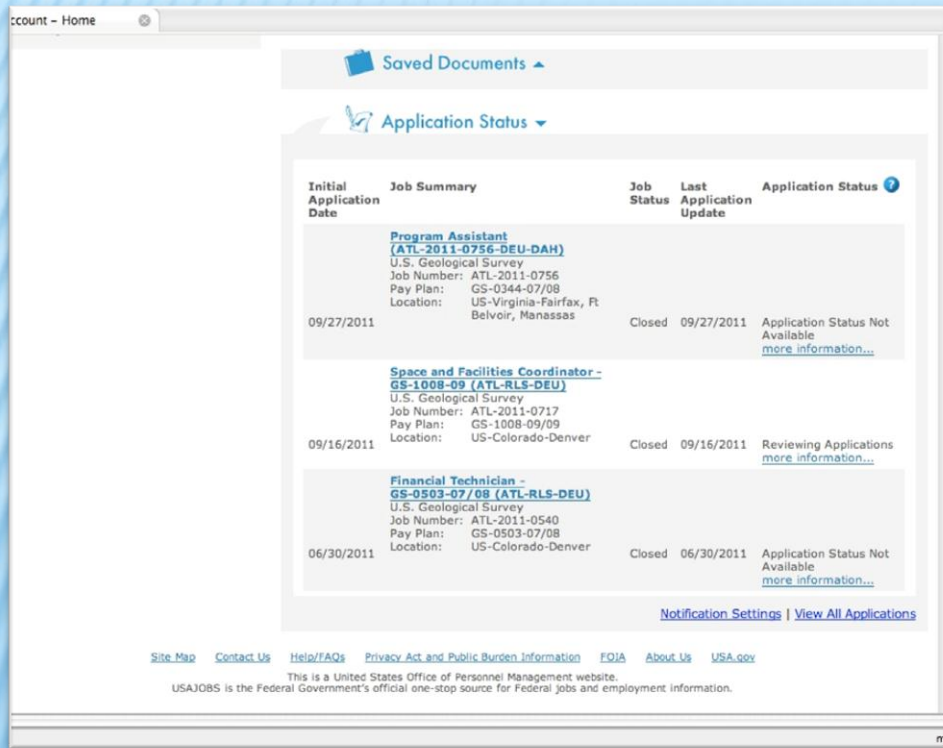 ccount – Home
Saved Documents
Application Status
Initial Application Date
Job Summary
Job Status
Last Application Update
Application Status
Program Assistant
(ATL-2011-0756-DEU-DAH)
U.S. Geological Survey
Job Number: ATL-2011-0756
Pay Plan: GS-0344-07/08
Location: US-Virginia-Fairfax, Ft
Belvoir, Manassas
09/27/2011 Closed 09/27/2011 Application Status Not
Available
more information...
Space and Facilities Coordinator -
GS-1008-09 (ATL-RLS-DEU)
U.S. Geological Survey
Job Number: ATL-2011-0717
Pay Plan: GS-1008-09/09
Location: US-Colorado-Denver
09/16/2011 Closed 09/16/2011 Reviewing Applications
more information...
Financial Technician -
GS-0503-07/08 (ATL-RLS-DEU)
U.S. Geological Survey
Job Number: ATL-2011-0540
Pay Plan: GS-0503-07/08
Location: US-Colorado-Denver
06/30/2011 Closed 06/30/2011 Application Status Not
Available
more information...
Notification Settings | View All Applications
Site Map Contact Us Help/FAQs Privacy Act and Public Burden Information FOIA About Us USA.gov
This is a United States Office of Personnel Management website.
USAJOBS is the Federal Government's official one-stop source for Federal jobs and employment information.